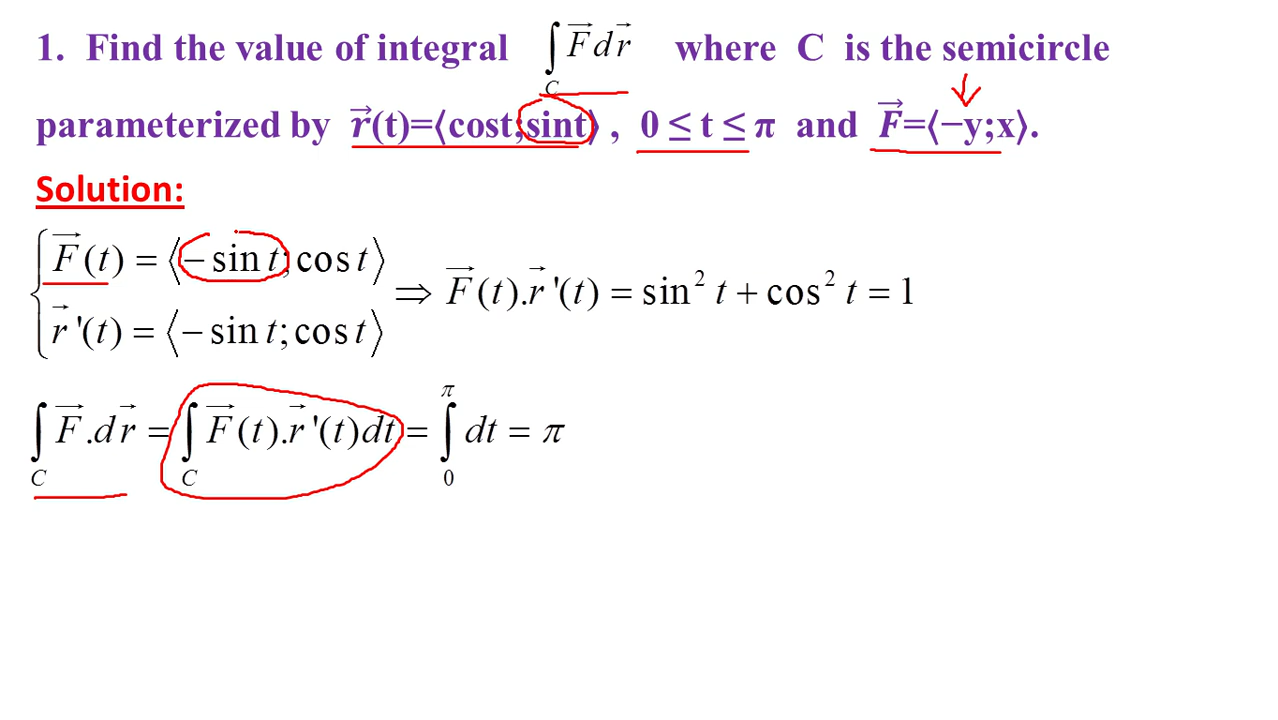 1. Find the value of integral ∫_C F⃗ dr⃗ where C is the semicircle
parameterized by r⃗(t)=⟨cost;sint⟩ , 0 ≤ t ≤ π and F⃗=⟨−y;x⟩.
Solution:
{ F⃗(t) = ⟨− sin t; cos t⟩
r⃗ '(t) = ⟨− sin t; cos t⟩ ⇒ F⃗(t).r⃗ '(t) = sin² t + cos² t = 1
∫_C F⃗.dr⃗ = ∫_C F⃗(t).r⃗ '(t)dt = ∫_0^π dt = π